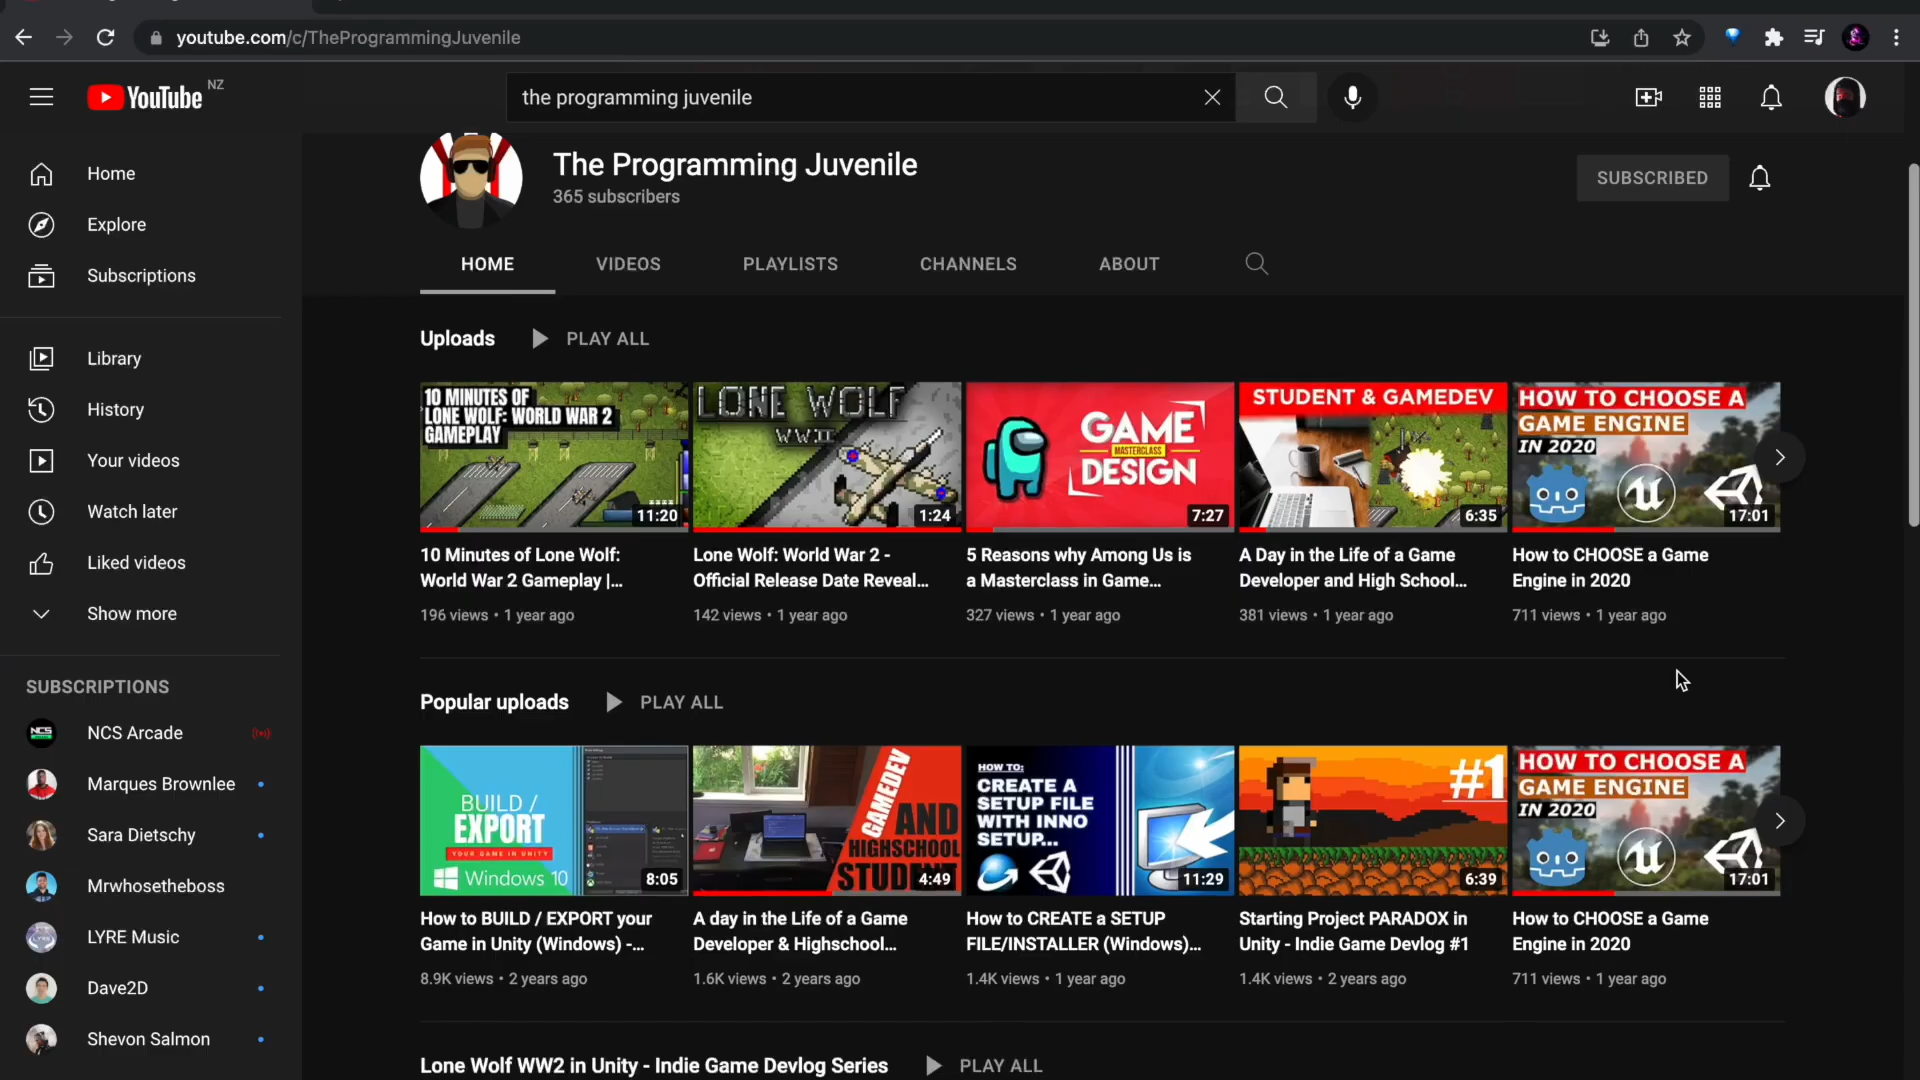 youtube.com/c/TheProgrammingJuvenile
YouTube NZ
the programming juvenile
Home
Explore
Subscriptions
Library
History
Your videos
Watch later
Liked videos
Show more
SUBSCRIPTIONS
NCS Arcade
Marques Brownlee
Sara Dietschy
Mrwhosetheboss
LYRE Music
Dave2D
Shevon Salmon
The Programming Juvenile
365 subscribers
SUBSCRIBED
HOME
VIDEOS
PLAYLISTS
CHANNELS
ABOUT
Uploads
PLAY ALL
10 MINUTES OF
LONE WOLF: WORLD WAR 2
GAMEPLAY
11:20
10 Minutes of Lone Wolf:
World War 2 Gameplay |...
196 views • 1 year ago
LONE WOLF
WWII
1:24
Lone Wolf: World War 2 -
Official Release Date Reveal...
142 views • 1 year ago
GAME
MASTERCLASS
DESIGN
7:27
5 Reasons why Among Us is
a Masterclass in Game...
327 views • 1 year ago
STUDENT & GAMEDEV
6:35
A Day in the Life of a Game
Developer and High School...
381 views • 1 year ago
HOW TO CHOOSE A
GAME ENGINE
IN 2020
17:01
How to CHOOSE a Game
Engine in 2020
711 views • 1 year ago
Popular uploads
PLAY ALL
BUILD /
EXPORT
YOUR GAME IN UNITY
Windows 10
8:05
How to BUILD / EXPORT your
Game in Unity (Windows) -...
8.9K views • 2 years ago
GAMEDEV
AND
HIGHSCHOOL
STUDENT
4:49
A day in the Life of a Game
Developer & Highschool...
1.6K views • 2 years ago
HOW TO:
CREATE A
SETUP FILE
WITH INNO
SETUP...
11:29
How to CREATE a SETUP
FILE/INSTALLER (Windows)...
1.4K views • 1 year ago
#1
6:39
Starting Project PARADOX in
Unity - Indie Game Devlog #1
1.4K views • 2 years ago
HOW TO CHOOSE A
GAME ENGINE
IN 2020
17:01
How to CHOOSE a Game
Engine in 2020
711 views • 1 year ago
Lone Wolf WW2 in Unity - Indie Game Devlog Series
PLAY ALL